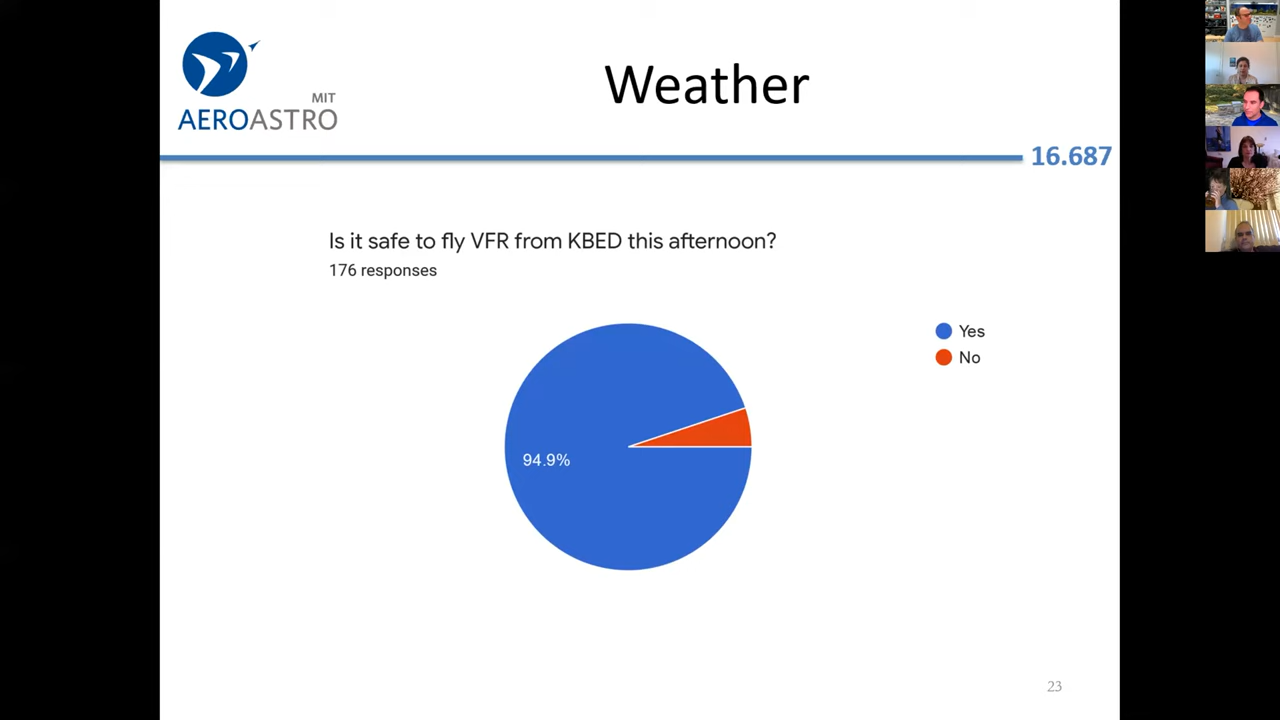 MIT
AEROASTRO
Weather
16.687
Is it safe to fly VFR from KBED this afternoon?
176 responses
Yes
No
94.9%
23